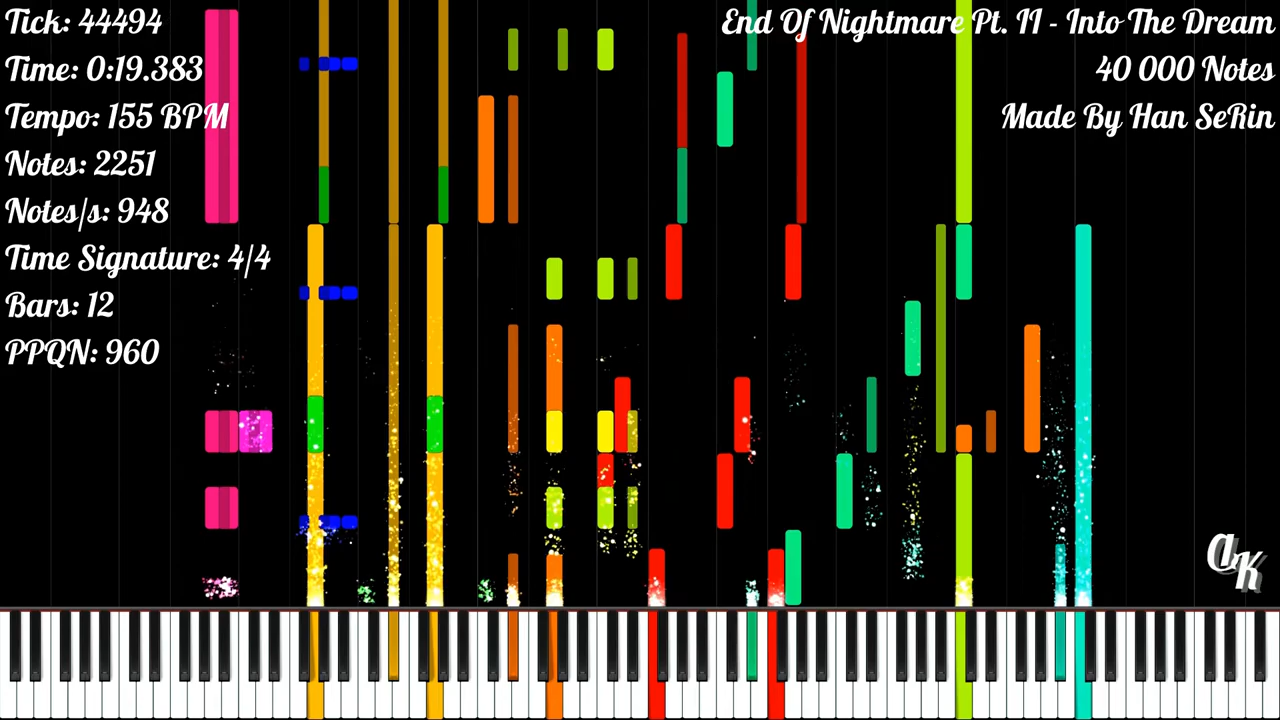 Tick: 44494
Time: 0:19.383
Tempo: 155 BPM
Notes: 2251
Notes/s: 948
Time Signature: 4/4
Bars: 12
PPQN: 960
End Of Nightmare Pt. II - Into The Dream
40 000 Notes
Made By Han SeRin
aK